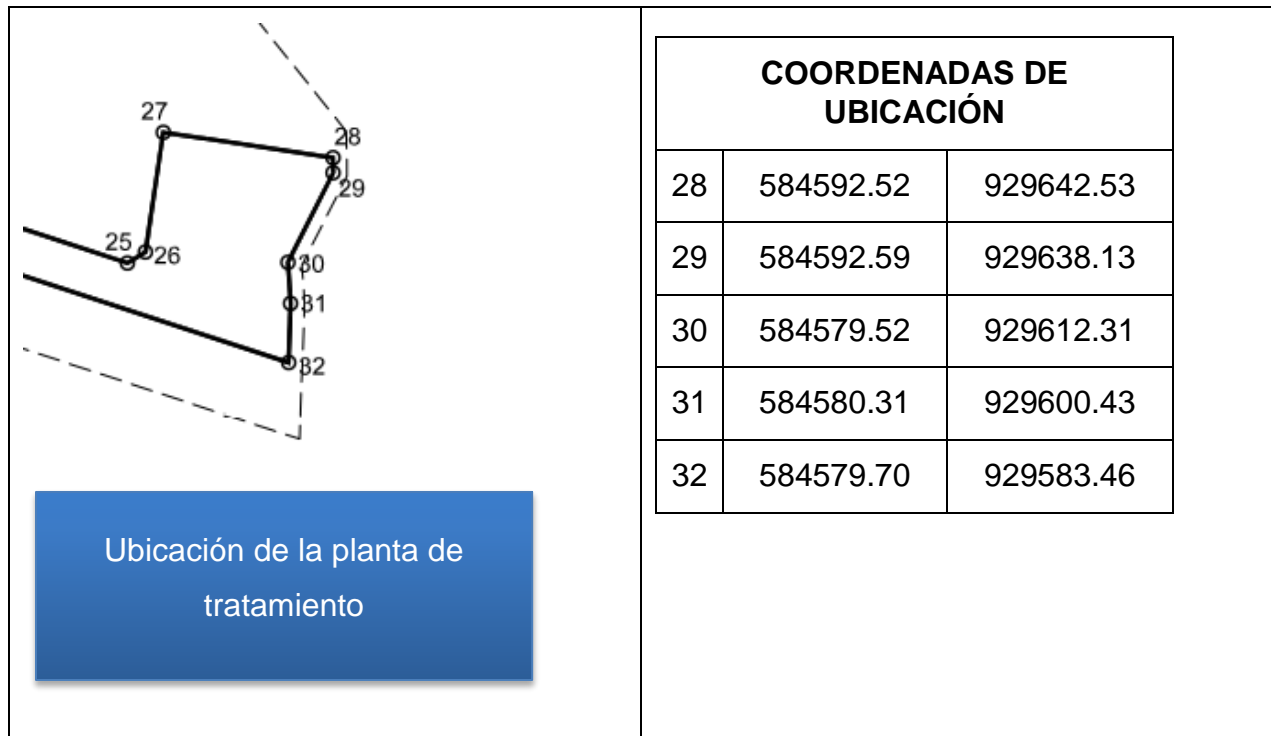 27
28
29
25
26
30
31
32
Ubicación de la planta de
tratamiento
COORDENADAS DE
UBICACIÓN
28 584592.52 929642.53
29 584592.59 929638.13
30 584579.52 929612.31
31 584580.31 929600.43
32 584579.70 929583.46